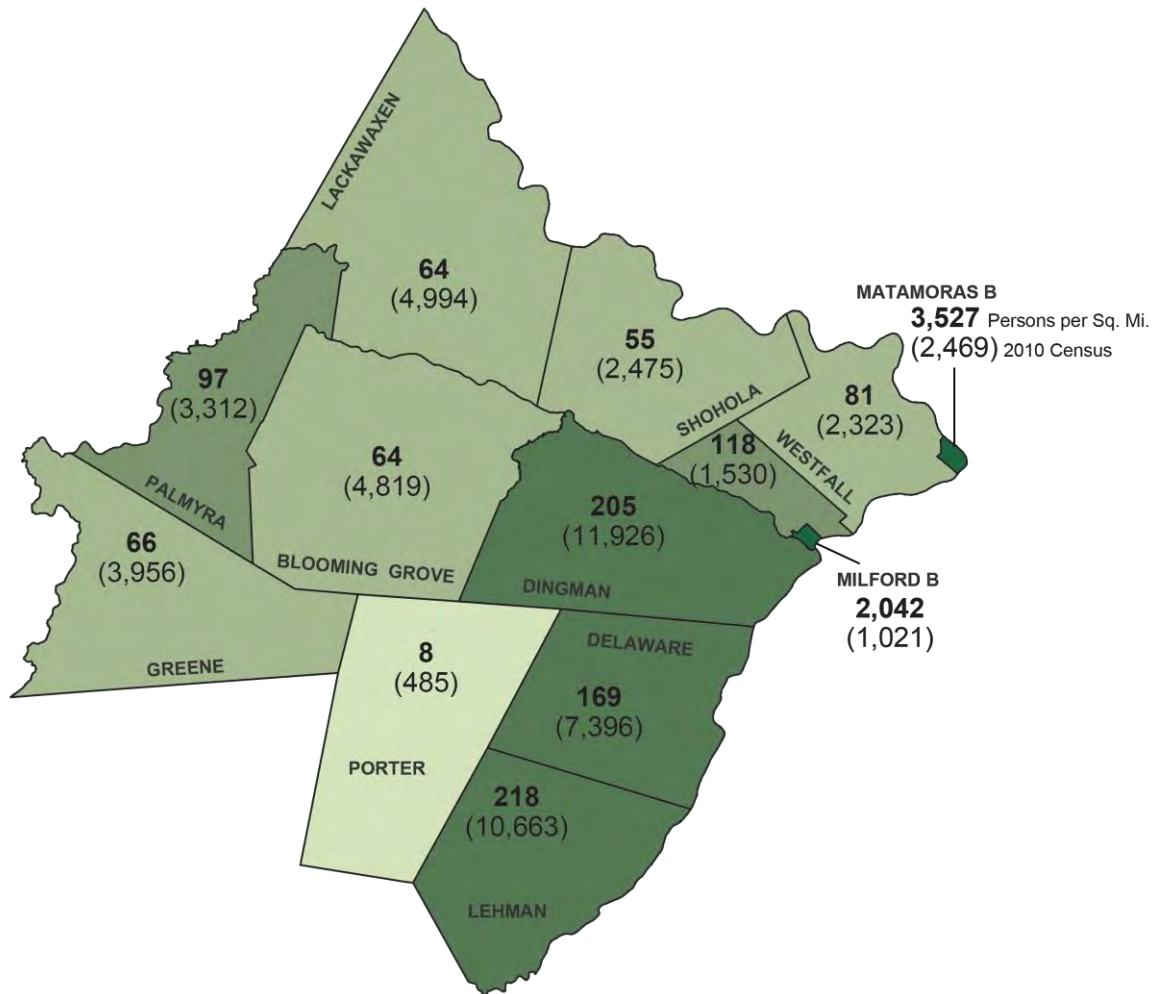 LACKAWAXEN
64
(4,994)
MATAMORAS B
3,527 Persons per Sq. Mi.
(2,469) 2010 Census
55
(2,475)
SHOHOLA
81
(2,323)
WESTFALL
97
(3,312)
PALMYRA
118
(1,530)
64
(4,819)
BLOOMING GROVE
205
(11,926)
DINGMAN
66
(3,956)
GREENE
MILFORD B
2,042
(1,021)
8
(485)
PORTER
DELAWARE
169
(7,396)
218
(10,663)
LEHMAN